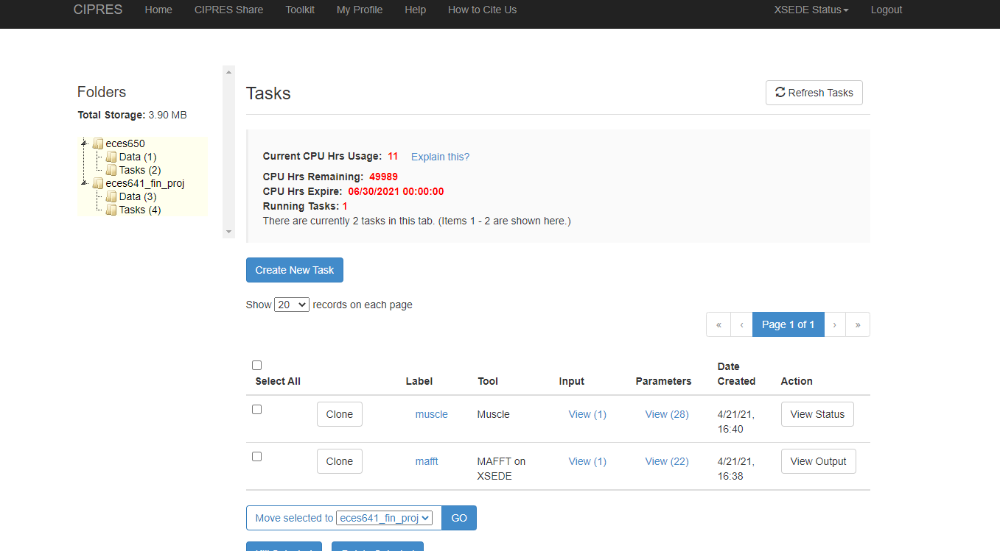 CIPRES Home CIPRES Share Toolkit My Profile Help How to Cite Us XSEDE Status Logout
Folders
Total Storage: 3.90 MB
eces650
Data (1)
Tasks (2)
eces641_fin_proj
Data (3)
Tasks (4)
Tasks
Refresh Tasks
Current CPU Hrs Usage: 11 Explain this?
CPU Hrs Remaining: 49989
CPU Hrs Expire: 06/30/2021 00:00:00
Running Tasks: 1
There are currently 2 tasks in this tab. (Items 1 - 2 are shown here.)
Create New Task
Show 20 records on each page
« ‹ Page 1 of 1 › »
Select All Label Tool Input Parameters Date Created Action
Clone muscle Muscle View (1) View (28) 4/21/21, 16:40 View Status
Clone mafft MAFFT on XSEDE View (1) View (22) 4/21/21, 16:38 View Output
Move selected to eces641_fin_proj GO